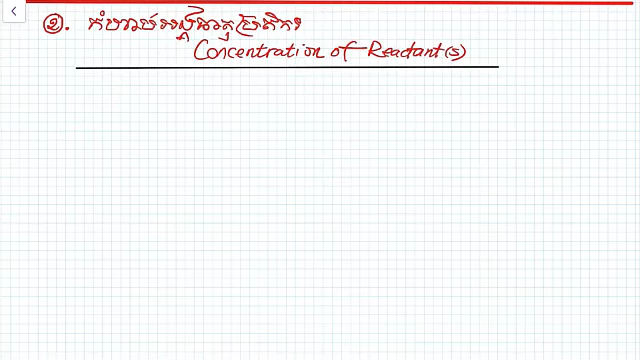 ២. កំហាប់អង្គធាតុប្រតិករ
Concentration of Reactant(s)